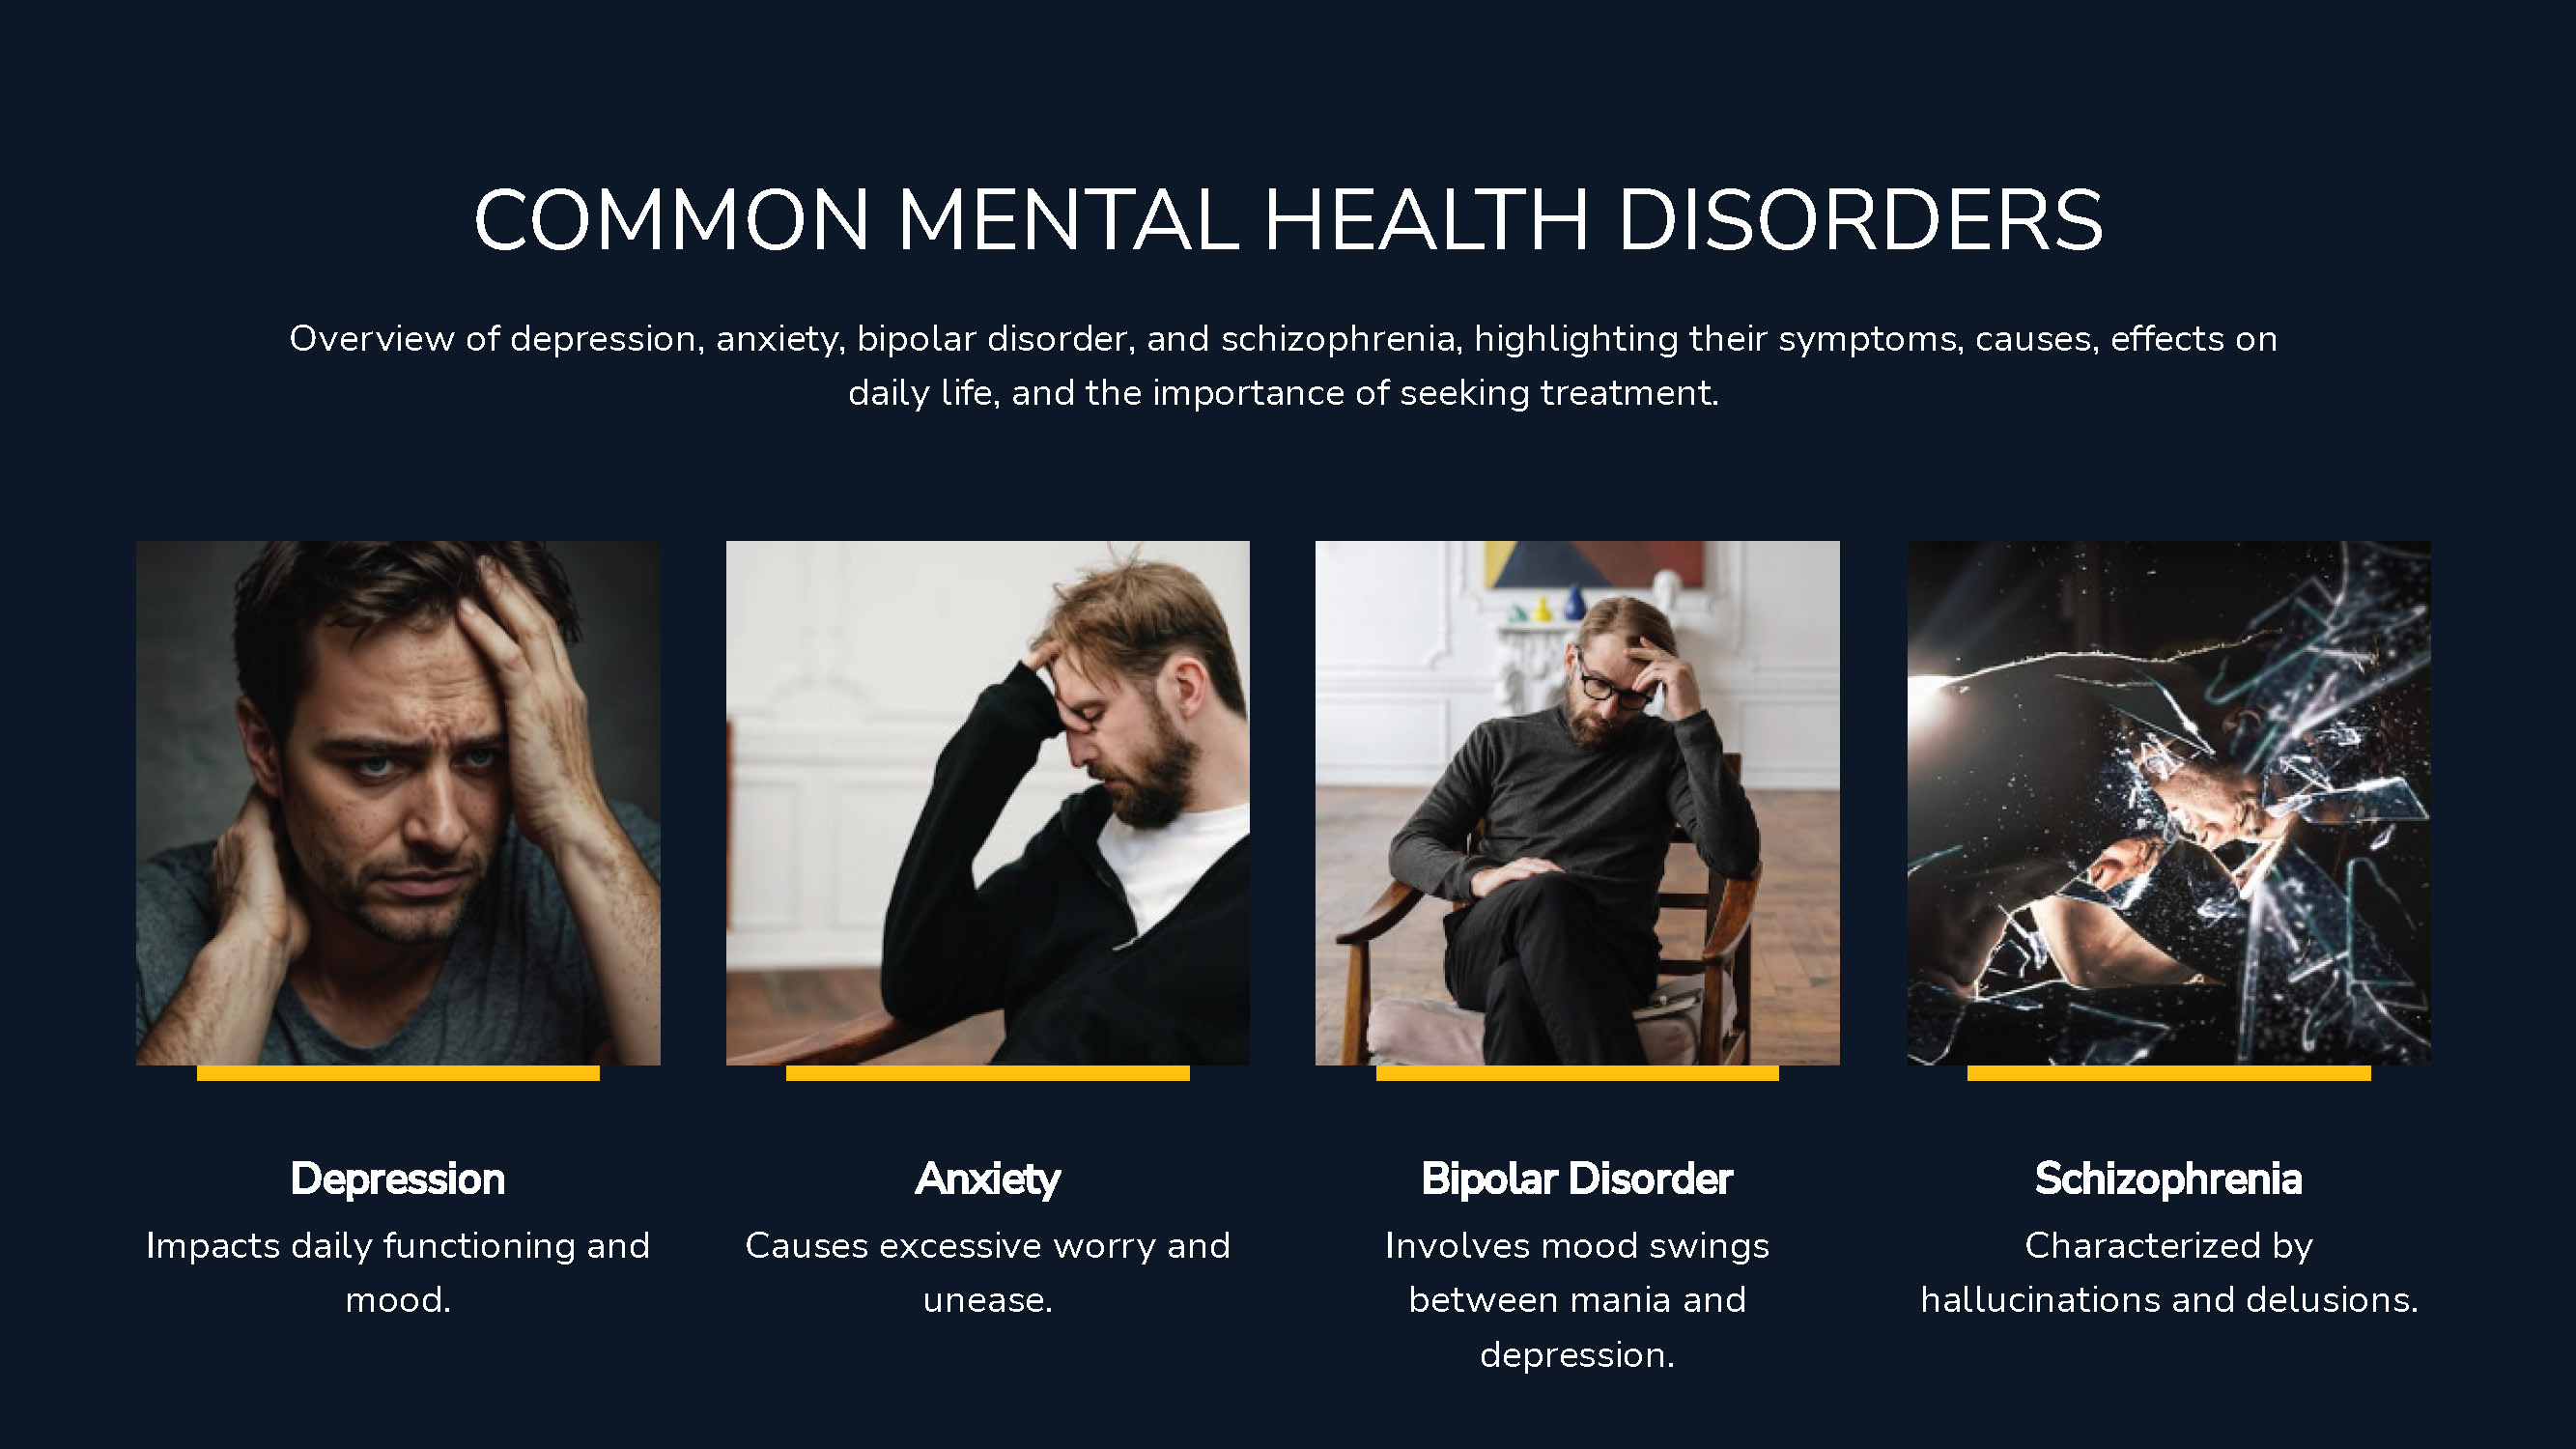 COMMON MENTAL HEALTH DISORDERS
Overview of depression, anxiety, bipolar disorder, and schizophrenia, highlighting their symptoms, causes, effects on
daily life, and the importance of seeking treatment.
Depression
Impacts daily functioning and
mood.
Anxiety
Causes excessive worry and
unease.
Bipolar Disorder
Involves mood swings
between mania and
depression.
Schizophrenia
Characterized by
hallucinations and delusions.